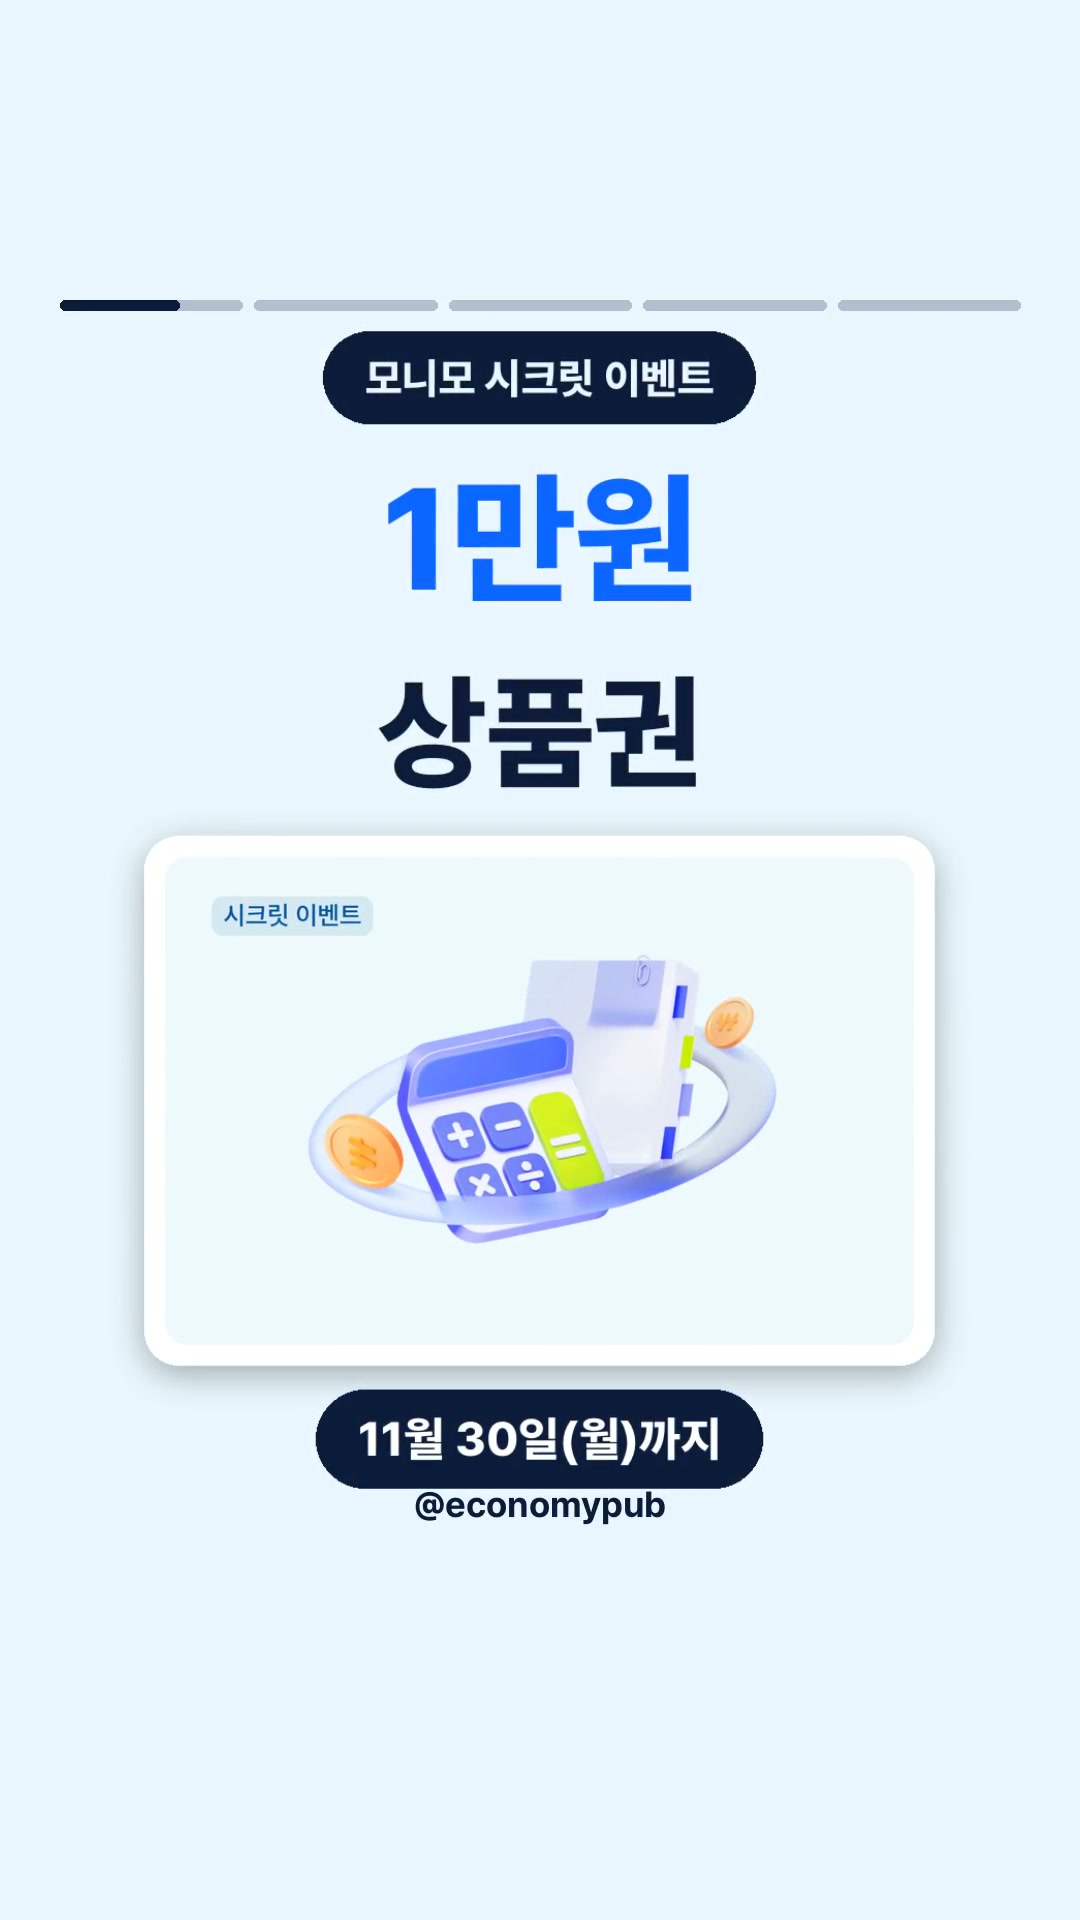 모니모 시크릿 이벤트
1만원
상품권
시크릿 이벤트
11월 30일(월)까지
@economypub